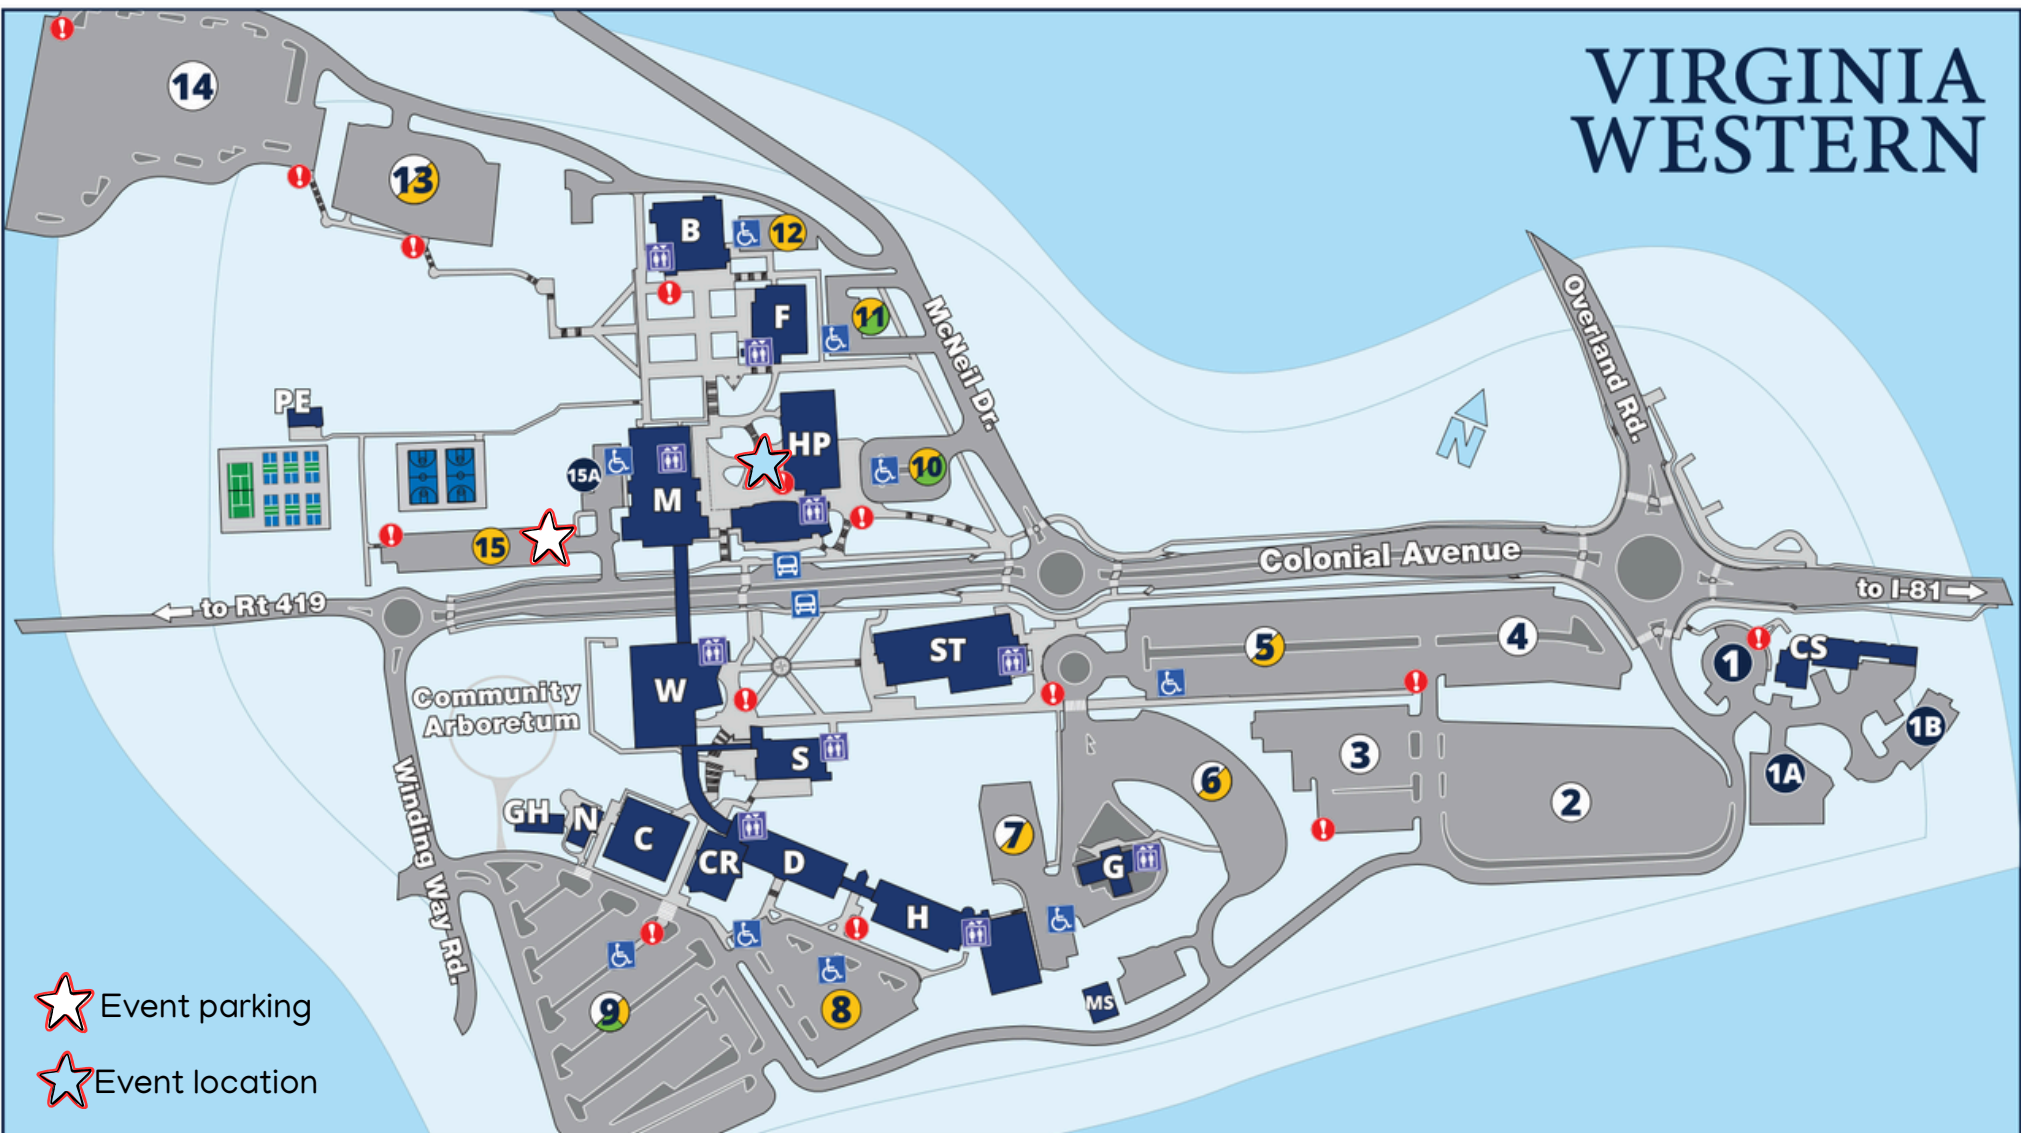 VIRGINIA
WESTERN
14
13
B
12
F
11
McNeil Dr.
Overland Rd.
N
PE
HP
10
15A
M
15
Colonial Avenue
to Rt 419
to I-81
ST
5
4
1
CS
1B
1A
W
Community
Arboretum
S
3
6
2
Winding Way Rd.
GH
N
C
CR
D
7
G
H
MS
9
8
Event parking
Event location